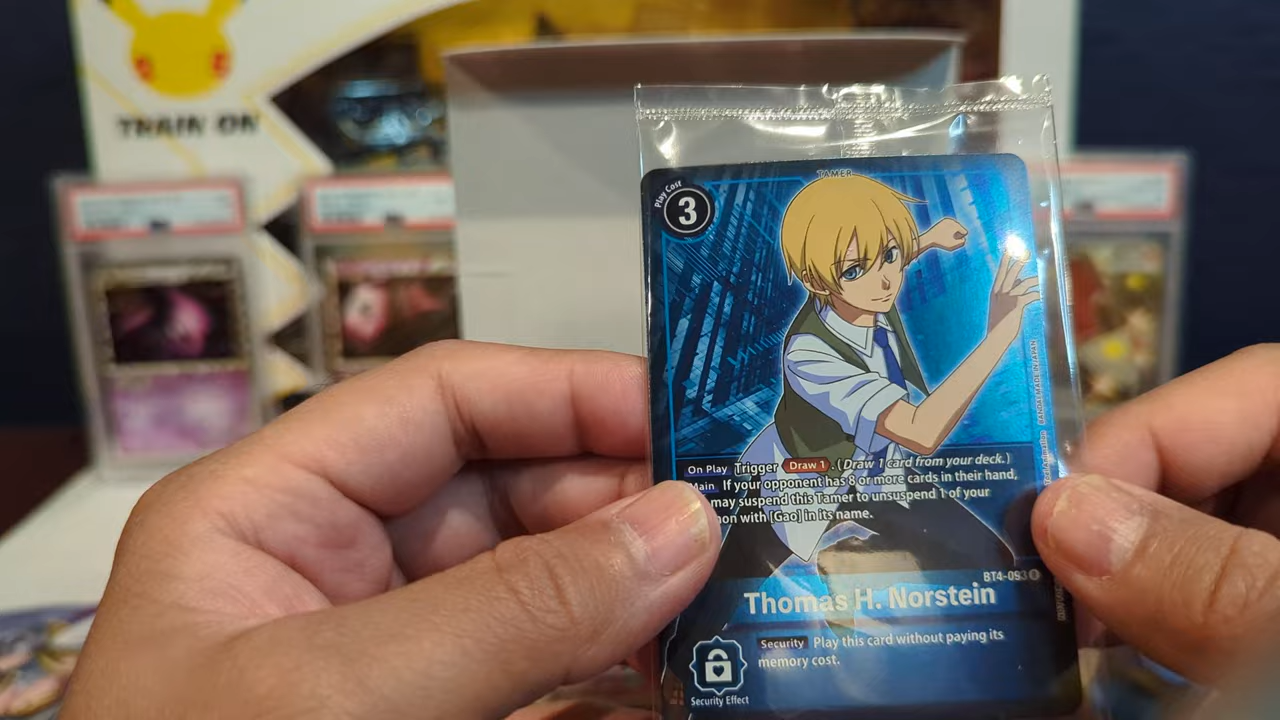 TRAIN ON
TAMER
Play Cost
3
On Play Trigger Draw 1. (Draw 1 card from your deck.)
Main If your opponent has 8 or more cards in their hand,
may suspend this Tamer to unsuspend 1 of your
with [Gao] in its name.
BT4-093 R
Thomas H. Norstein
Security Play this card without paying its
memory cost.
Security Effect